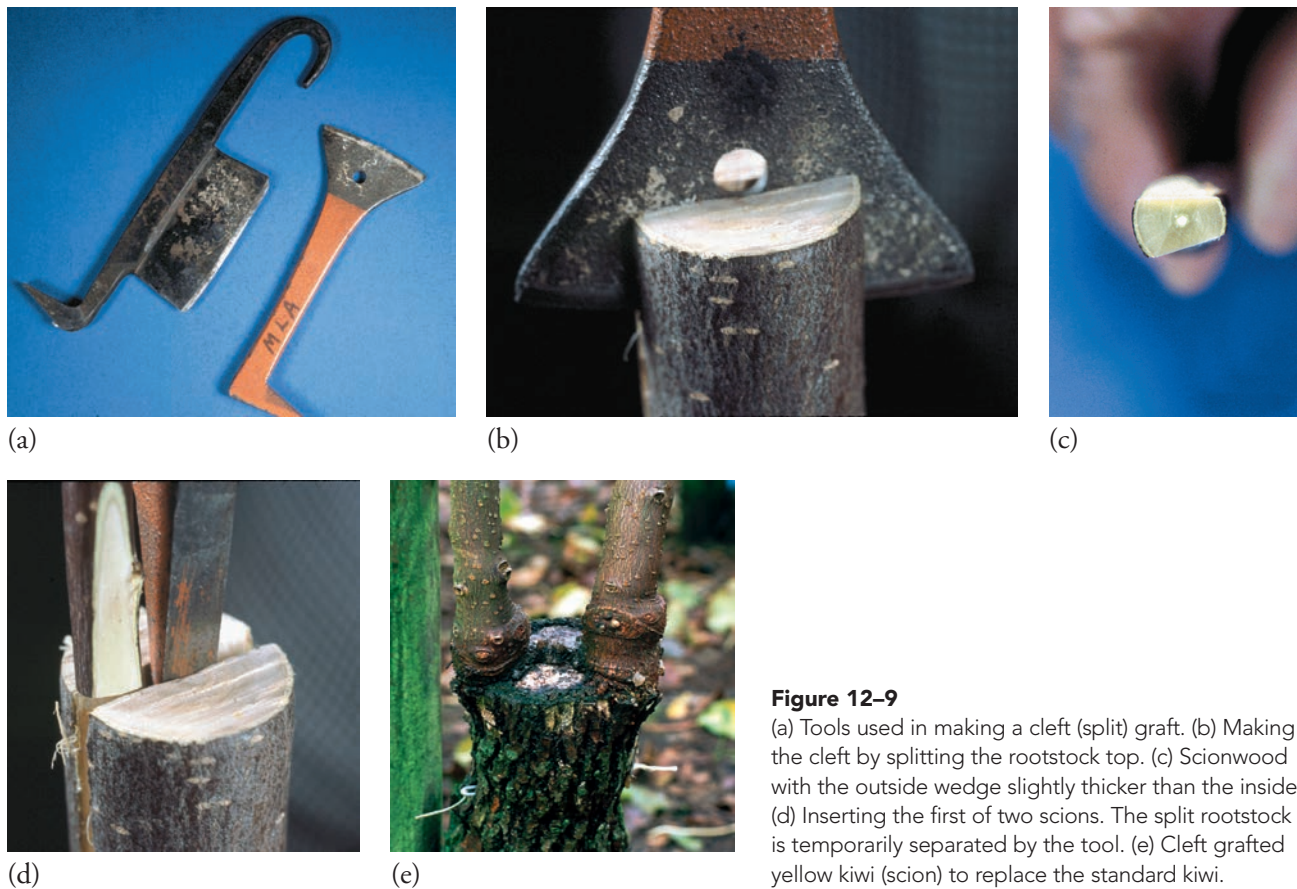 MLA
(a)
(b)
(c)
(d)
(e)
Figure 12–9
(a) Tools used in making a cleft (split) graft. (b) Making
the cleft by splitting the rootstock top. (c) Scionwood
with the outside wedge slightly thicker than the inside
(d) Inserting the first of two scions. The split rootstock
is temporarily separated by the tool. (e) Cleft grafted
yellow kiwi (scion) to replace the standard kiwi.